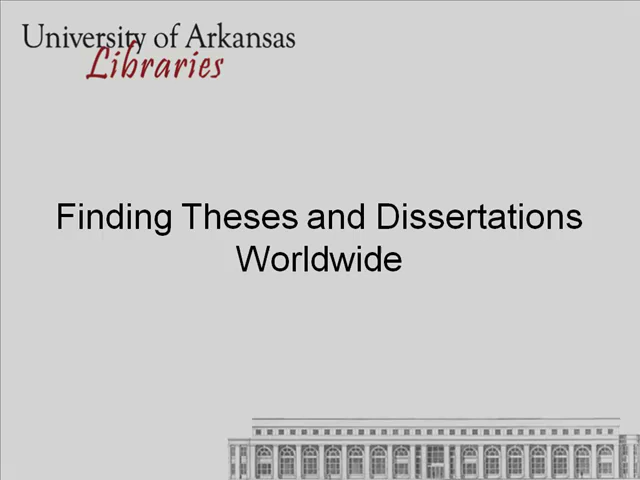 University of Arkansas
Libraries
Finding Theses and Dissertations
Worldwide